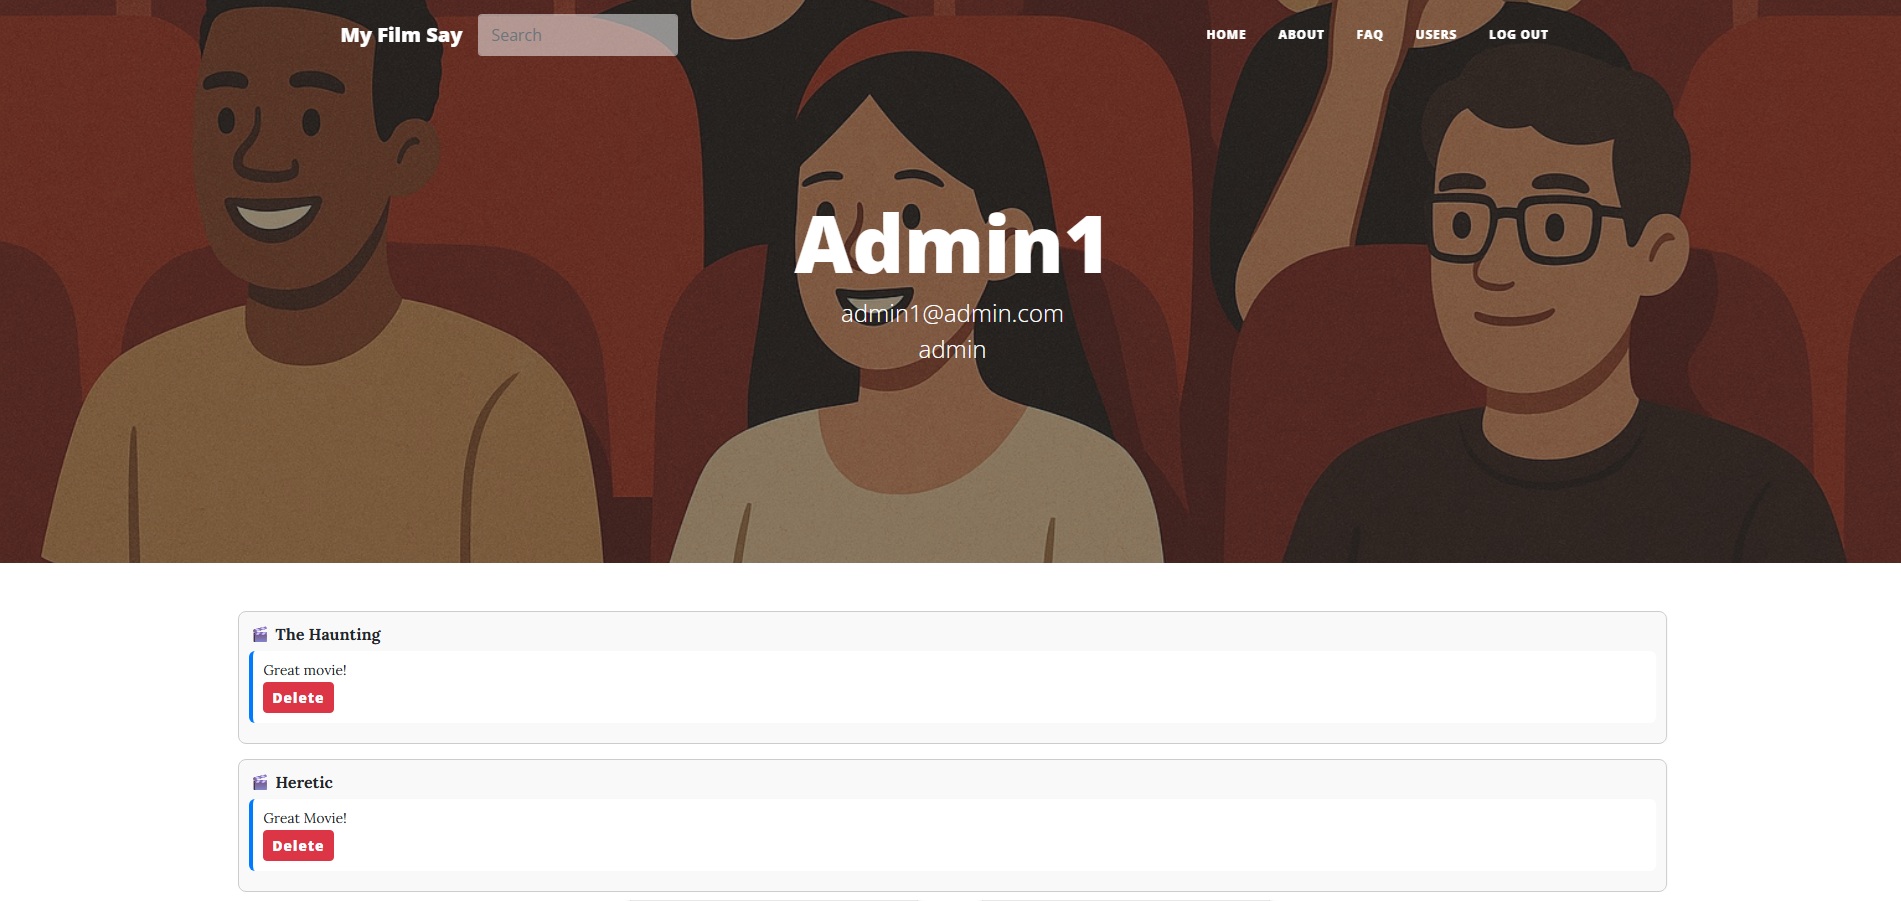 My Film Say Search HOME ABOUT FAQ USERS LOG OUT
Admin1
admin1@admin.com
admin
The Haunting
Great movie!
Delete
Heretic
Great Movie!
Delete